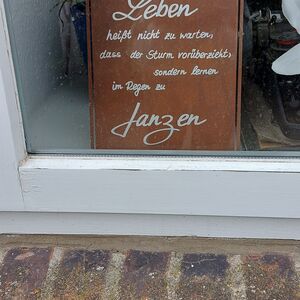 Leben
heißt nicht zu warten,
dass der Sturm vorüberzieht,
sondern lernen
im Regen zu
Tanzen